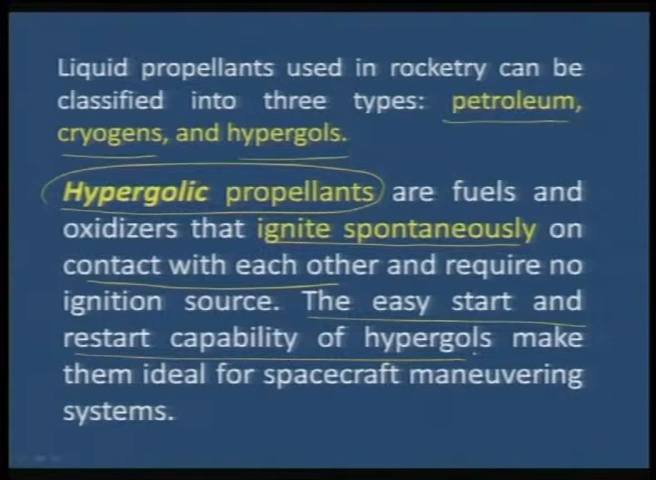 Liquid propellants used in rocketry can be
classified into three types: petroleum,
cryogens, and hypergols.
Hypergolic propellants are fuels and
oxidizers that ignite spontaneously on
contact with each other and require no
ignition source. The easy start and
restart capability of hypergols make
them ideal for spacecraft maneuvering
systems.